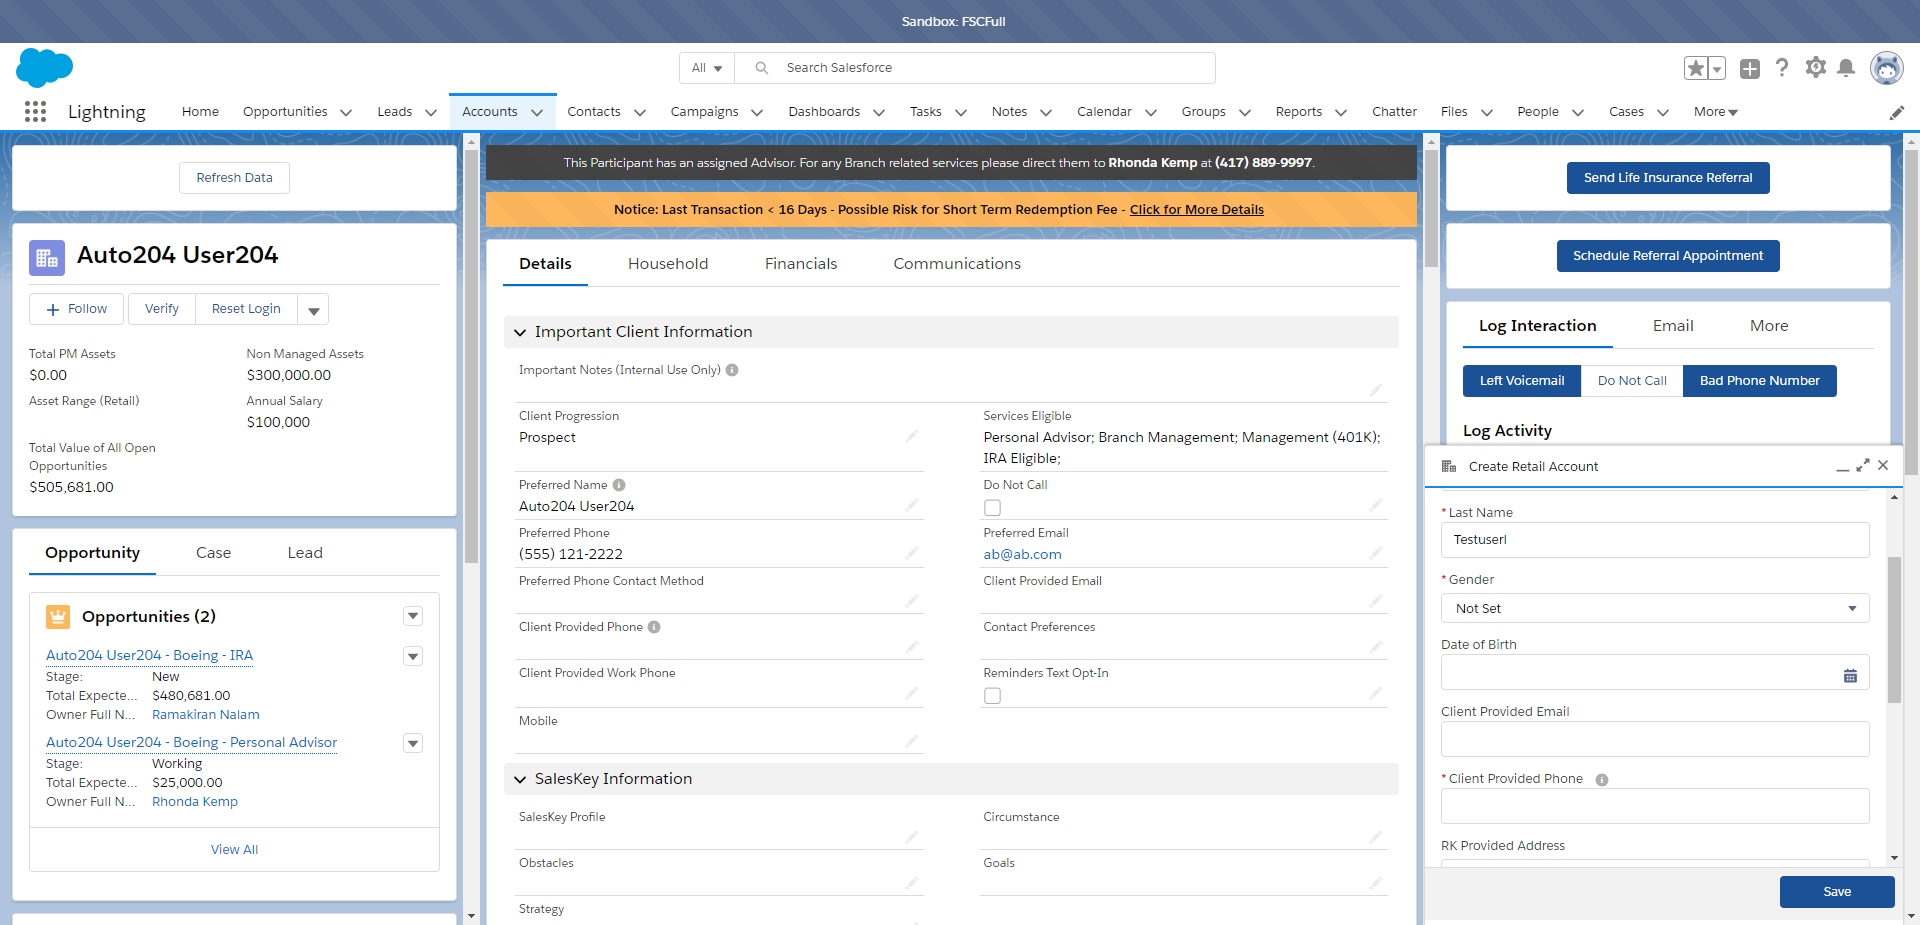 Sandbox: FSCFull
All
Search Salesforce
Lightning
Home
Opportunities
Leads
Accounts
Contacts
Campaigns
Dashboards
Tasks
Notes
Calendar
Groups
Reports
Chatter
Files
People
Cases
More
Refresh Data
Auto204 User204
Follow
Verify
Reset Login
Total PM Assets
$0.00
Non Managed Assets
$300,000.00
Asset Range (Retail)
Annual Salary
$100,000
Total Value of All Open
Opportunities
$505,681.00
Opportunity
Case
Lead
Opportunities (2)
Auto204 User204 - Boeing - IRA
Stage: New
Total Expecte... $480,681.00
Owner Full N... Ramakiran Nalam
Auto204 User204 - Boeing - Personal Advisor
Stage: Working
Total Expecte... $25,000.00
Owner Full N... Rhonda Kemp
View All
This Participant has an assigned Advisor. For any Branch related services please direct them to Rhonda Kemp at (417) 889-9997.
Notice: Last Transaction < 16 Days - Possible Risk for Short Term Redemption Fee - Click for More Details
Details
Household
Financials
Communications
Important Client Information
Important Notes (Internal Use Only)
Client Progression
Prospect
Services Eligible
Personal Advisor; Branch Management; Management (401K);
IRA Eligible;
Preferred Name
Auto204 User204
Do Not Call
Preferred Phone
(555) 121-2222
Preferred Email
ab@ab.com
Preferred Phone Contact Method
Client Provided Email
Client Provided Phone
Contact Preferences
Client Provided Work Phone
Reminders Text Opt-In
Mobile
SalesKey Information
SalesKey Profile
Circumstance
Obstacles
Goals
Strategy
Send Life Insurance Referral
Schedule Referral Appointment
Log Interaction
Email
More
Left Voicemail
Do Not Call
Bad Phone Number
Log Activity
Create Retail Account
*Last Name
Testuserl
*Gender
Not Set
Date of Birth
Client Provided Email
*Client Provided Phone
RK Provided Address
Save